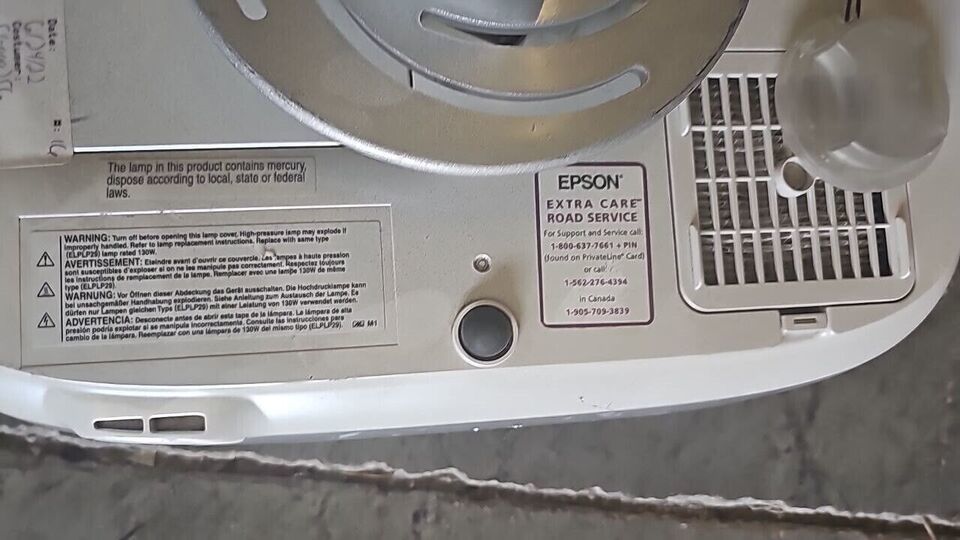 Date:
Customer:
The lamp in this product contains mercury,
dispose according to local, state or federal
laws.
WARNING: Turn off before opening this lamp cover. High-pressure lamp may explode if
improperly handled. Refer to lamp replacement instructions. Replace with same type
(ELPLP29) lamp rated 130W.
AVERTISSEMENT: Eteindre avant d'ouvrir ce couvercle. Les lampes à haute pression
sont susceptibles d'exploser si on ne les manipule pas correctement. Respectez toujours
les instructions de remplacement de la lampe. Remplacer avec une lampe 130W de même
type (ELPLP29).
WARNUNG: Vor Öffnen dieser Abdeckung das Gerät ausschalten. Die Hochdrucklampe kann
bei unsachgemäßer Handhabung explodieren. Siehe Anleitung zum Austausch der Lampe. Es
dürfen nur Lampen gleichen Type (ELPLP29) mit einer Leistung von 130W verwendet werden.
ADVERTENCIA: Desconecte antes de abrir esta tapa de la lámpara. La lámpara de alta
presión podría explotar si se manipula incorrectamente. Consulte las instrucciones para
cambio de la lámpara. Reemplazar con una lámpara de 130W del mismo tipo (ELPLP29).
M1
EPSON®
EXTRA CARE℠
ROAD SERVICE
For Support and Service call:
1-800-637-7661 + PIN
(found on PrivateLine® Card)
or call:
1-562-276-4394
in Canada
1-905-709-3839